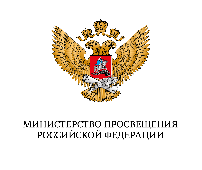 МИНИСТЕРСТВО ПРОСВЕЩЕНИЯ
РОССИЙСКОЙ ФЕДЕРАЦИИ